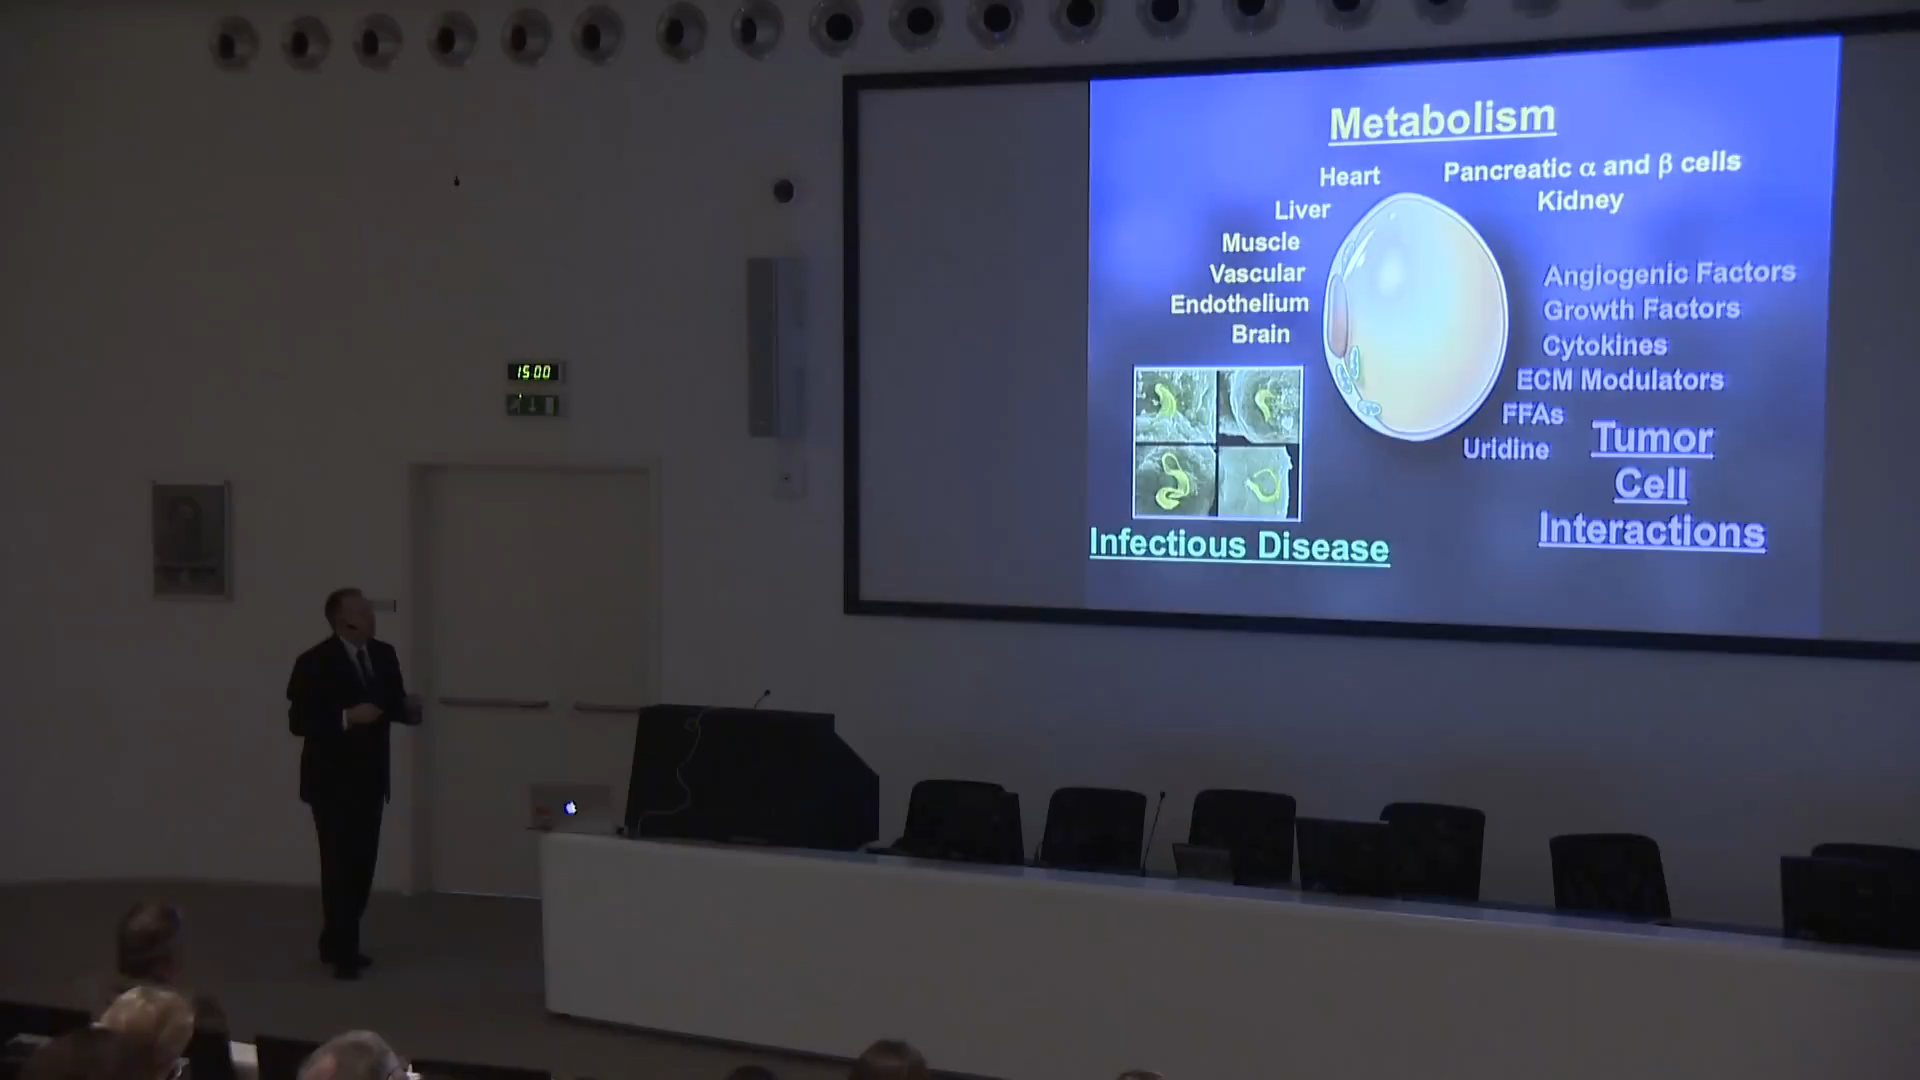 Metabolism
Heart
Pancreatic α and β cells
Liver
Kidney
Muscle
Vascular
Endothelium
Brain
Angiogenic Factors
Growth Factors
Cytokines
ECM Modulators
FFAs
Uridine
Tumor
Cell
Interactions
Infectious Disease
15:00